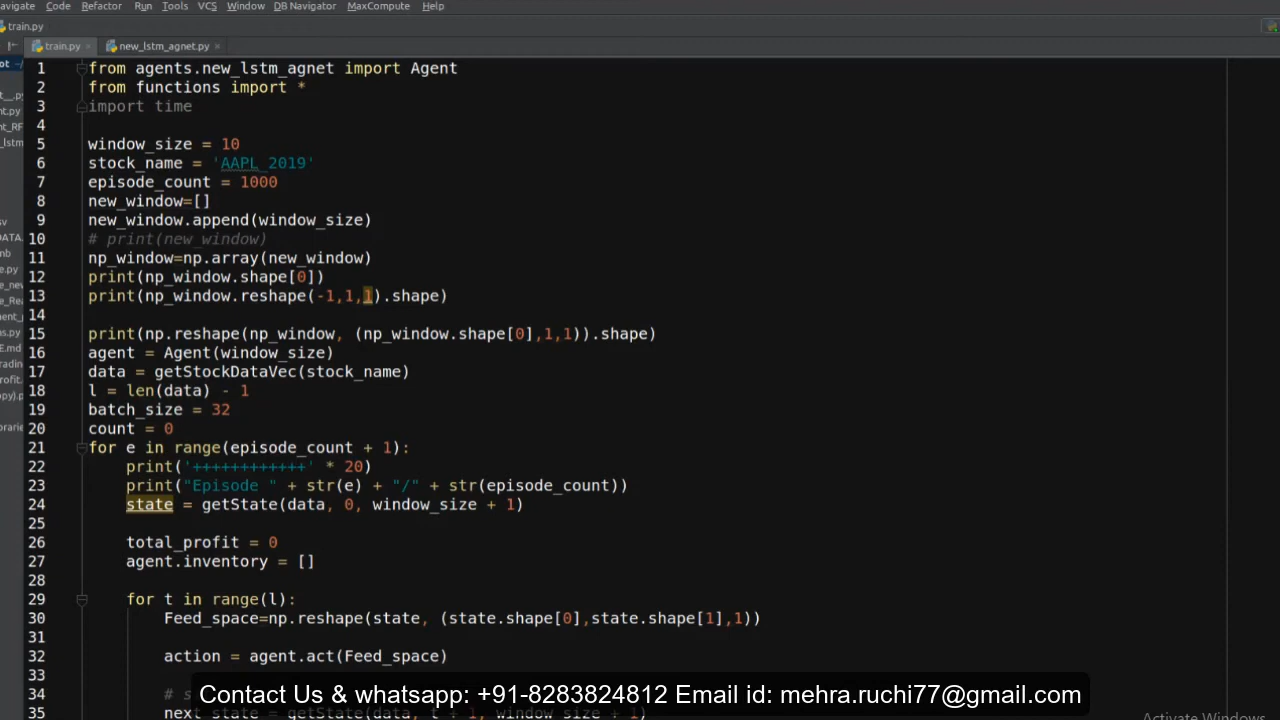 avigate Code Refactor Run Tools VCS Window DB Navigator MaxCompute Help
train.py
train.py new_lstm_agnet.py
1 from agents.new_lstm_agnet import Agent
2 from functions import *
3 import time
4
5 window_size = 10
6 stock_name = 'AAPL_2019'
7 episode_count = 1000
8 new_window=[]
9 new_window.append(window_size)
10 # print(new_window)
11 np_window=np.array(new_window)
12 print(np_window.shape[0])
13 print(np_window.reshape(-1,1,1).shape)
14
15 print(np.reshape(np_window, (np_window.shape[0],1,1)).shape)
16 agent = Agent(window_size)
17 data = getStockDataVec(stock_name)
18 l = len(data) - 1
19 batch_size = 32
20 count = 0
21 for e in range(episode_count + 1):
22 print('++++++++++++' * 20)
23 print("Episode " + str(e) + "/" + str(episode_count))
24 state = getState(data, 0, window_size + 1)
25
26 total_profit = 0
27 agent.inventory = []
28
29 for t in range(l):
30 Feed_space=np.reshape(state, (state.shape[0],state.shape[1],1))
31
32 action = agent.act(Feed_space)
33
34 # s
35 next_state = getState(data, t + 1, window_size + 1)
Contact Us & whatsapp: +91-8283824812 Email id: mehra.ruchi77@gmail.com
Activate Windows